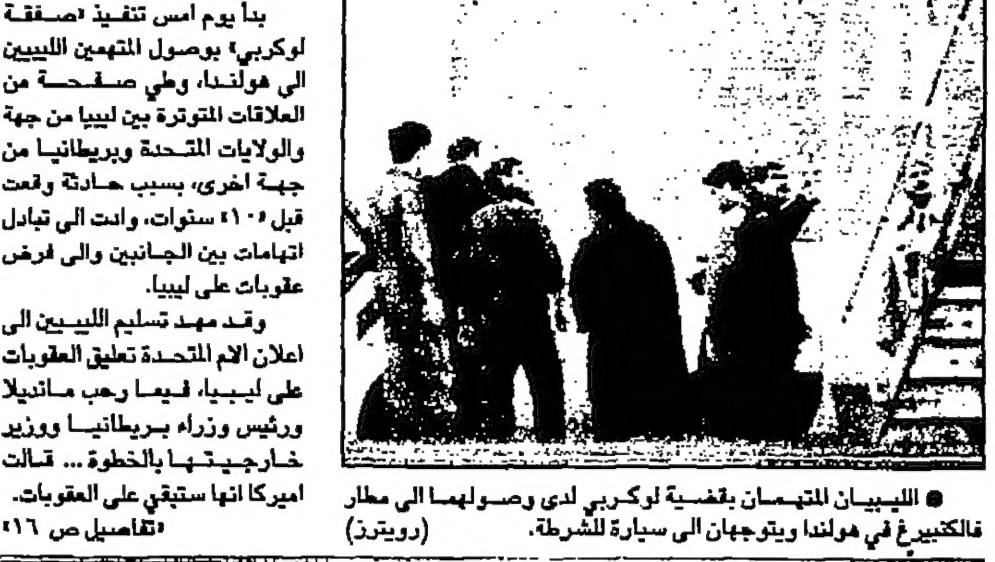 بدأ يوم امس تنفيذ «صفقة
لوكربي» بوصول المتهمين الليبيين
الى هولندا، وطي صفحة من
العلاقات المتوترة بين ليبيا من جهة
والولايات المتحدة وبريطانيا من
جهة اخرى، بسبب حادثة وقعت
قبل «١٠» سنوات، وادت الى تبادل
اتهامات بين الجانبين والى فرض
عقوبات على ليبيا.
وقد مهد تسليم الليبيين الى
اعلان الامم المتحدة تعليق العقوبات
على ليبيا، فيما رحب مانديلا
ورئيس وزراء بريطانيا ووزير
خارجيتها بالخطوة ... قالت
اميركا انها ستبقي على العقوبات.
«تفاصيل ص ١٦»
● الليبيان المتهمان بقضية لوكربي لدى وصولهما الى مطار
فالكنبيرغ في هولندا ويتوجهان الى سيارة للشرطة. (رويترز)